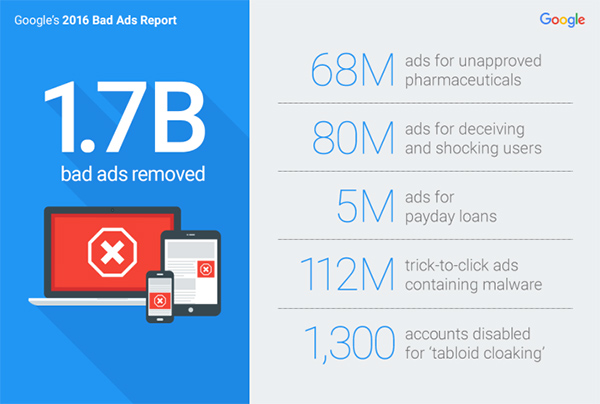 Google's 2016 Bad Ads Report
Google
1.7B
bad ads removed
68M
ads for unapproved
pharmaceuticals
80M
ads for deceiving
and shocking users
5M
ads for
payday loans
112M
trick-to-click ads
containing malware
1,300
accounts disabled
for 'tabloid cloaking'